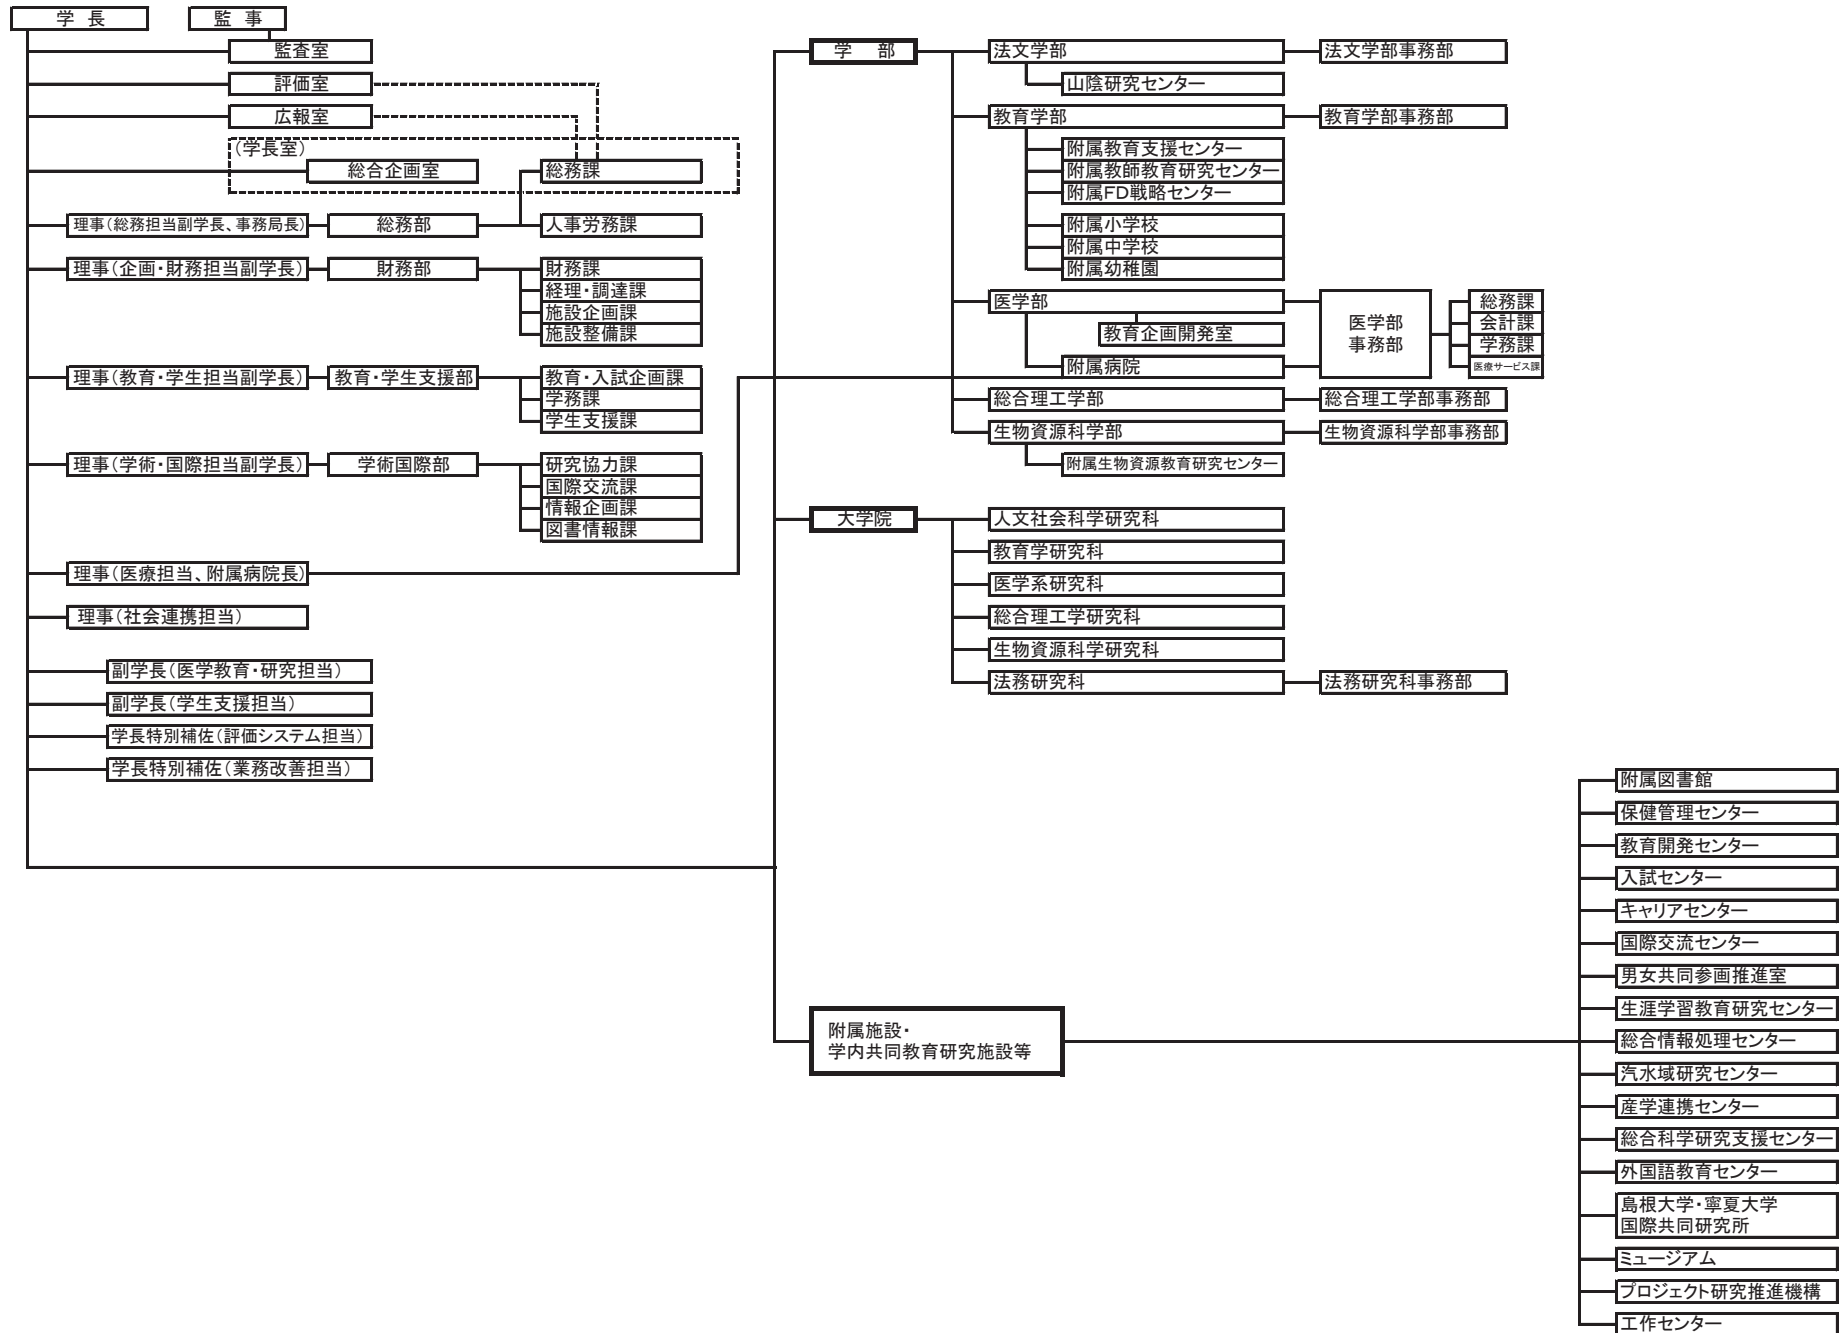 学 長
監 事
監査室
評価室
広報室
（学長室）
総合企画室
総務課
理事（総務担当副学長、事務局長）
総務部
人事労務課
理事（企画・財務担当副学長）
財務部
財務課
経理・調達課
施設企画課
施設整備課
理事（教育・学生担当副学長）
教育・学生支援部
教育・入試企画課
学務課
学生支援課
理事（学術・国際担当副学長）
学術国際部
研究協力課
国際交流課
情報企画課
図書情報課
理事（医療担当、附属病院長）
理事（社会連携担当）
副学長（医学教育・研究担当）
副学長（学生支援担当）
学長特別補佐（評価システム担当）
学長特別補佐（業務改善担当）
学 部
法文学部
法文学部事務部
山陰研究センター
教育学部
教育学部事務部
附属教育支援センター
附属教師教育研究センター
附属FD戦略センター
附属小学校
附属中学校
附属幼稚園
医学部
教育企画開発室
附属病院
医学部
事務部
総務課
会計課
学務課
医療サービス課
総合理工学部
総合理工学部事務部
生物資源科学部
生物資源科学部事務部
附属生物資源教育研究センター
大学院
人文社会科学研究科
教育学研究科
医学系研究科
総合理工学研究科
生物資源科学研究科
法務研究科
法務研究科事務部
附属施設・
学内共同教育研究施設等
附属図書館
保健管理センター
教育開発センター
入試センター
キャリアセンター
国際交流センター
男女共同参画推進室
生涯学習教育研究センター
総合情報処理センター
汽水域研究センター
産学連携センター
総合科学研究支援センター
外国語教育センター
島根大学・寧夏大学
国際共同研究所
ミュージアム
プロジェクト研究推進機構
工作センター